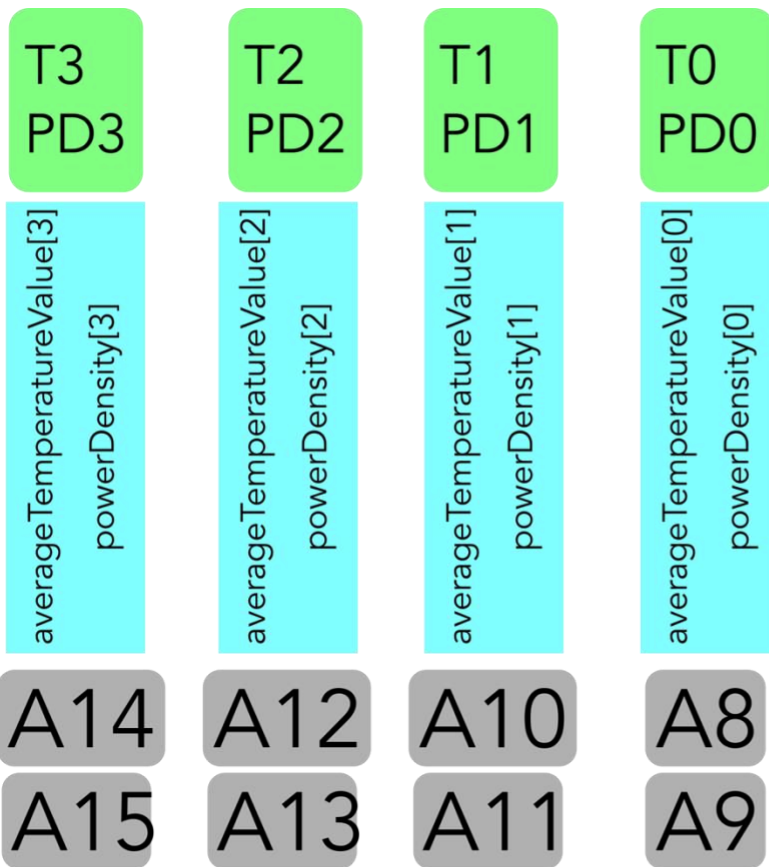 T3
PD3
T2
PD2
T1
PD1
T0
PD0
averageTemperatureValue[3]
powerDensity[3]
averageTemperatureValue[2]
powerDensity[2]
averageTemperatureValue[1]
powerDensity[1]
averageTemperatureValue[0]
powerDensity[0]
A14
A12
A10
A8
A15
A13
A11
A9